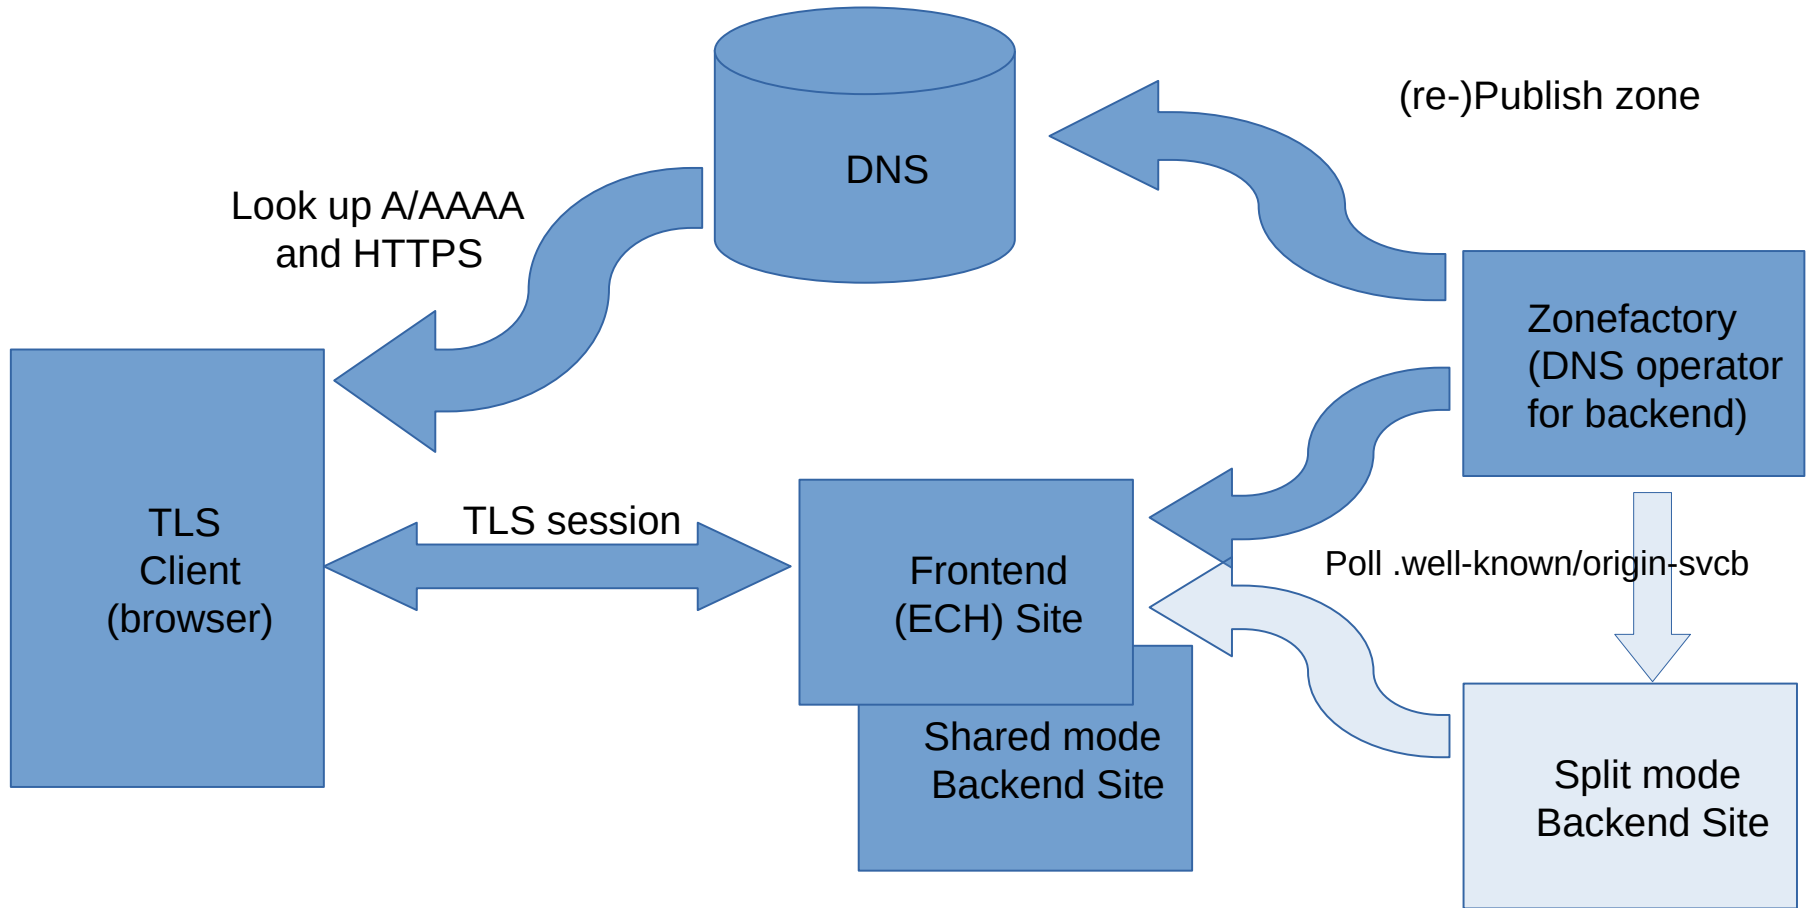 (re-)Publish zone
DNS
Look up A/AAAA
and HTTPS
Zonefactory
(DNS operator
for backend)
TLS
Client
(browser)
TLS session
Frontend
(ECH) Site
Poll .well-known/origin-svcb
Shared mode
Backend Site
Split mode
Backend Site